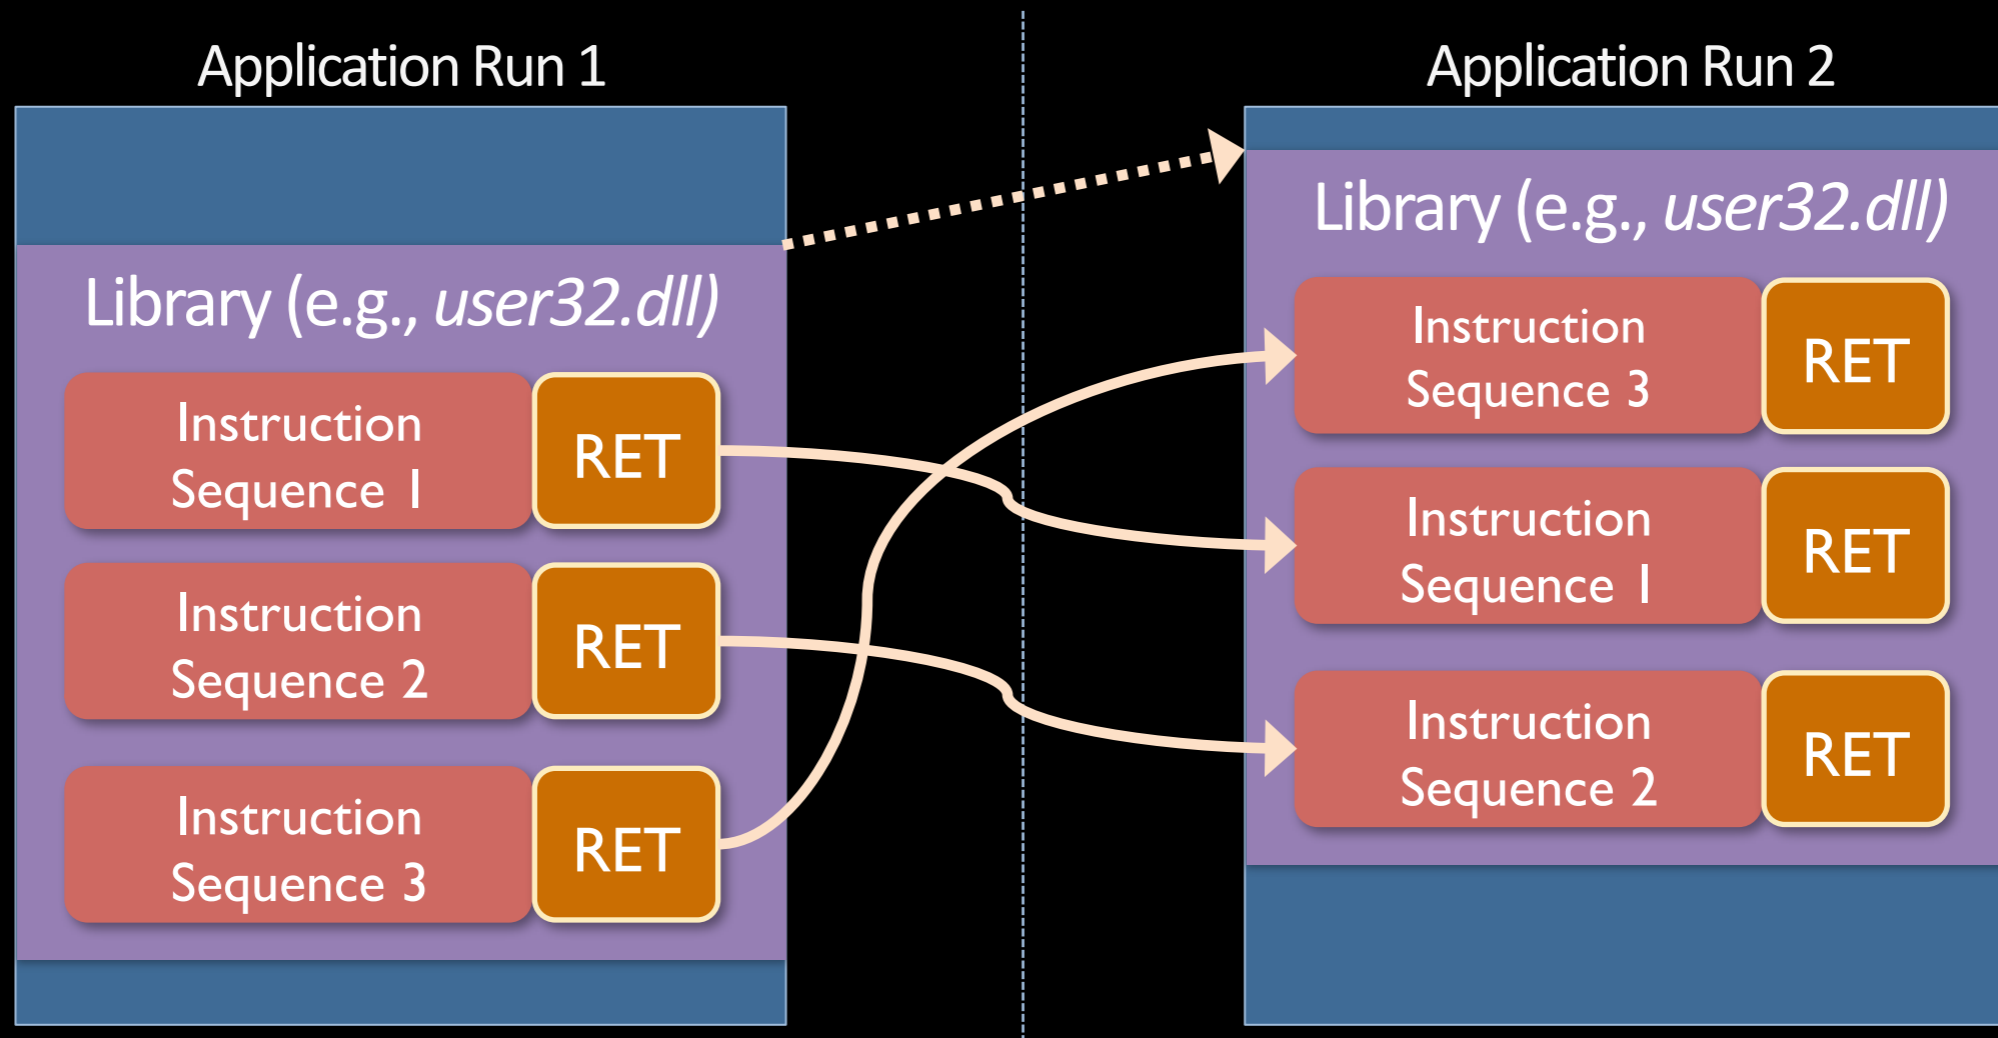 Application Run 1
Library (e.g., user32.dll)
Instruction
Sequence 1
RET
Instruction
Sequence 2
RET
Instruction
Sequence 3
RET
Application Run 2
Library (e.g., user32.dll)
Instruction
Sequence 3
RET
Instruction
Sequence 1
RET
Instruction
Sequence 2
RET